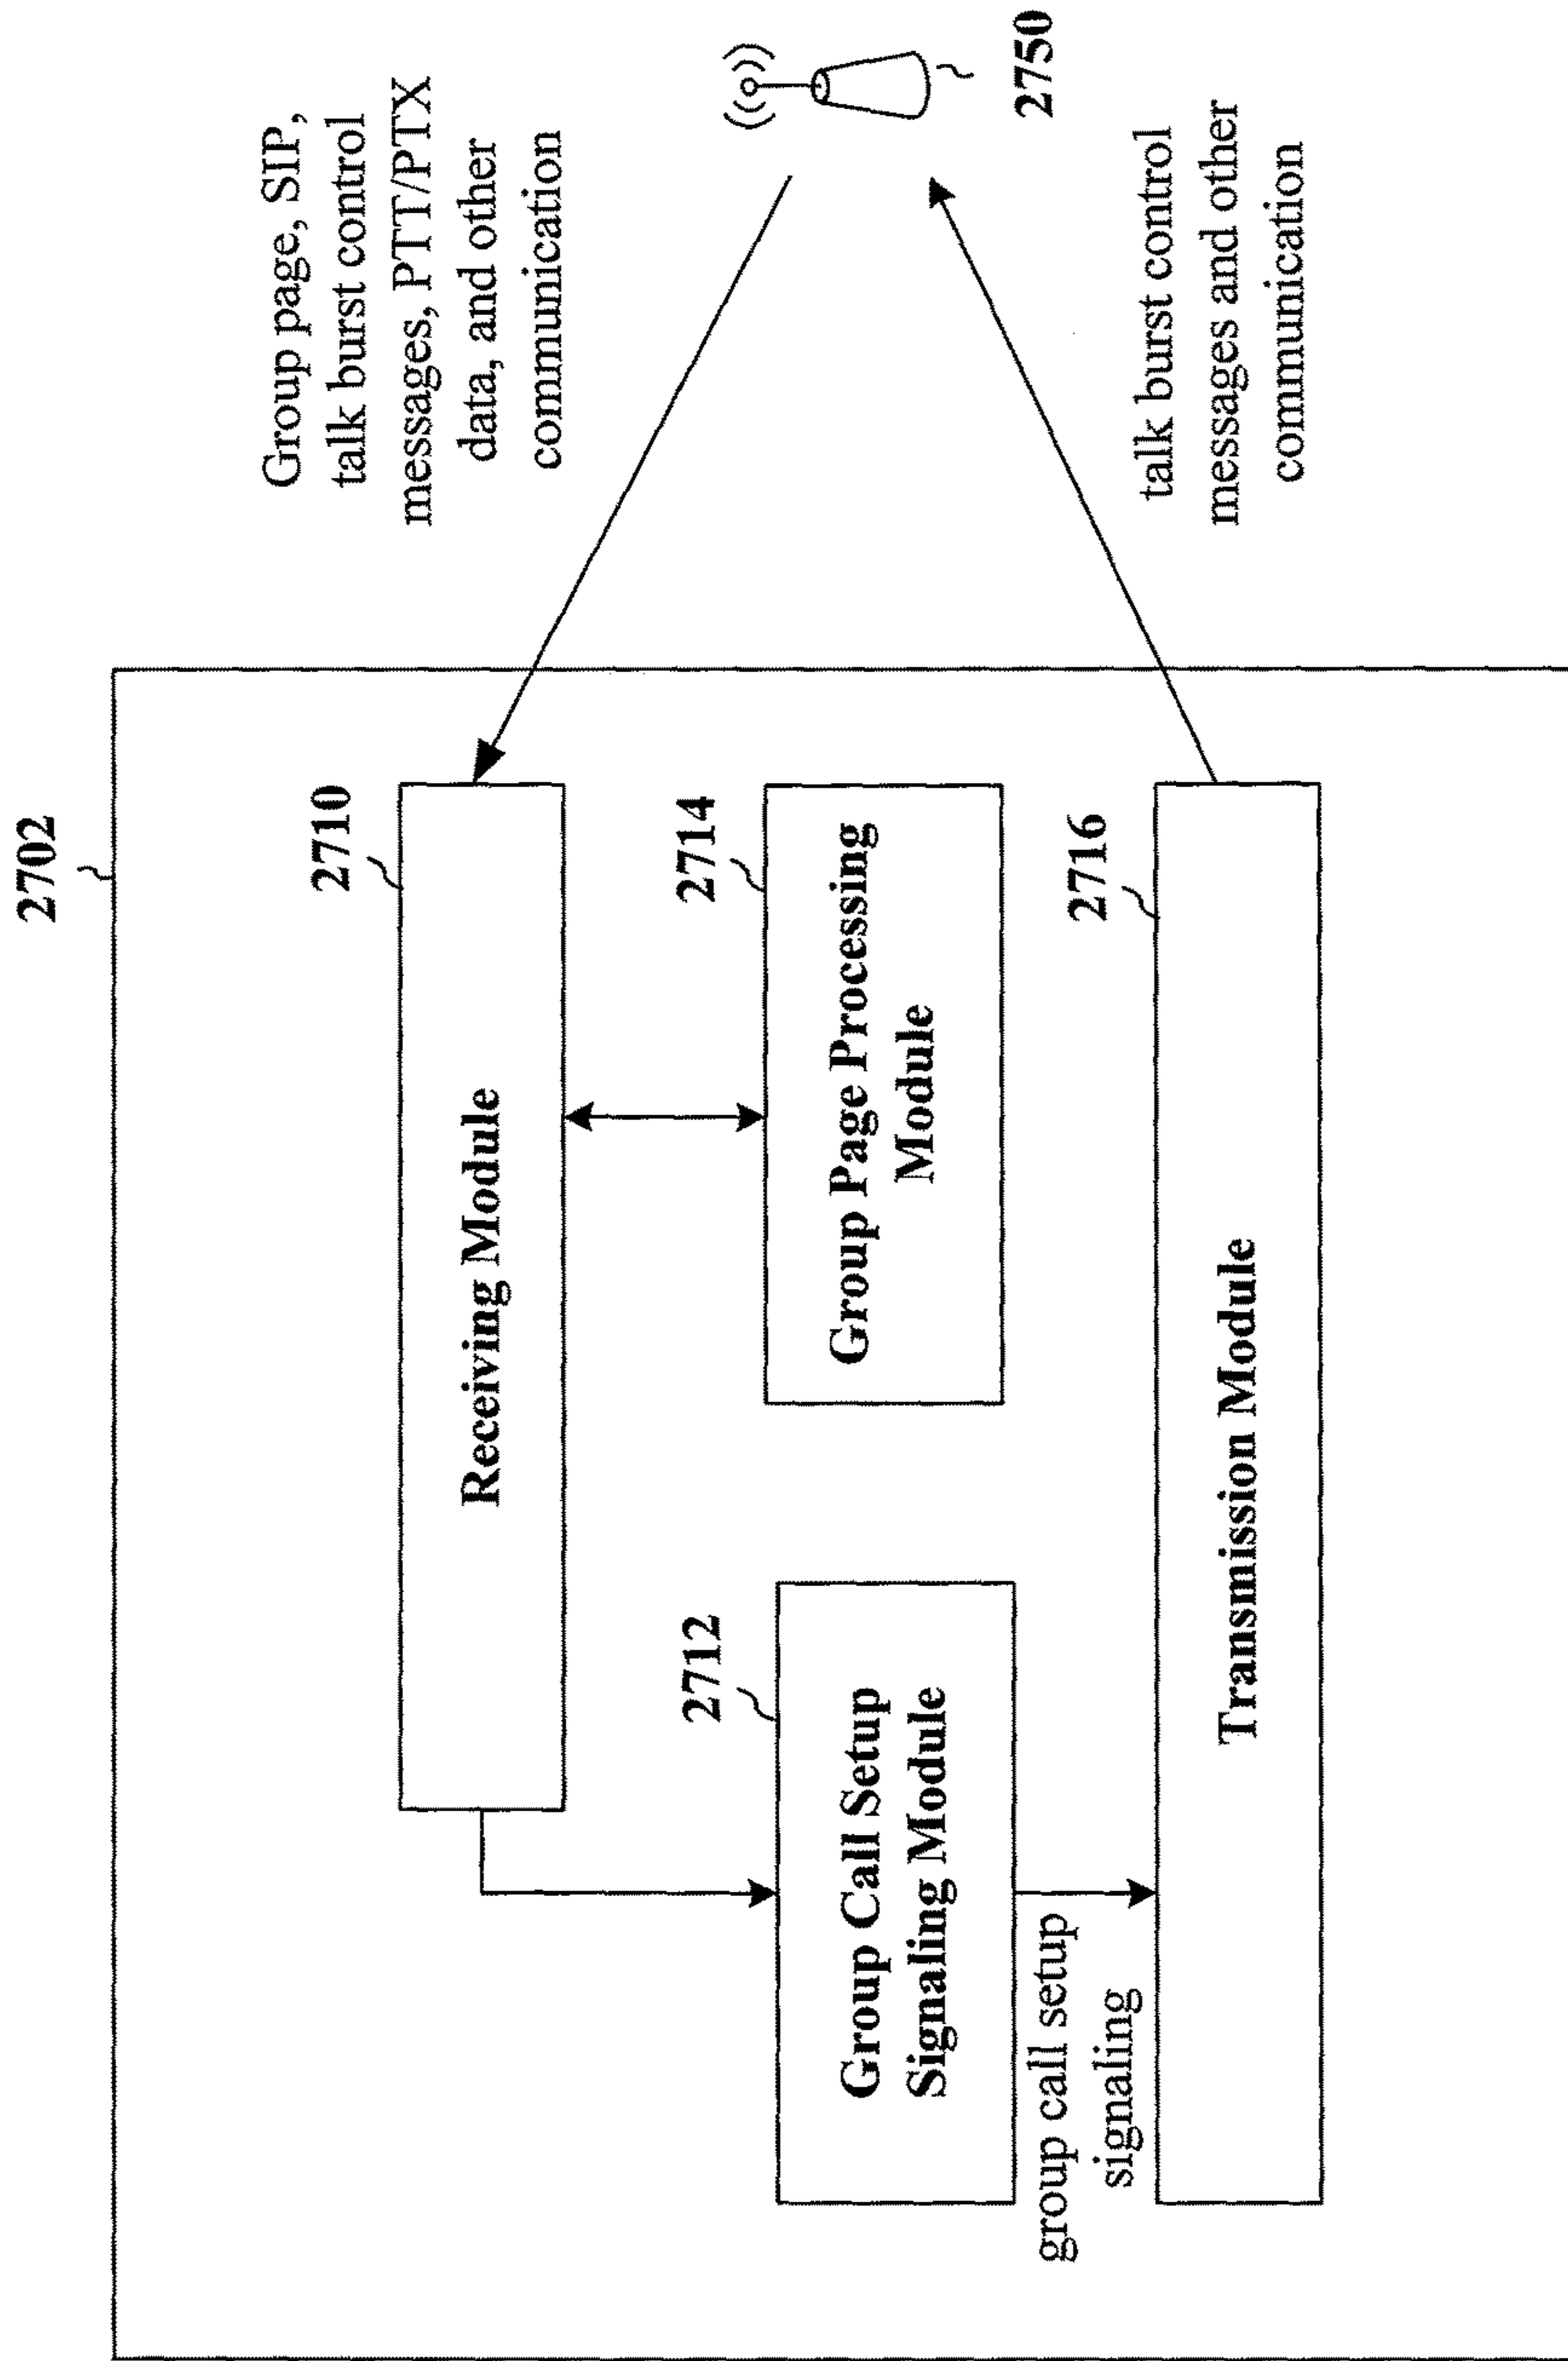 2702
2710
Receiving Module
Group page, SIP,
talk burst control
messages, PTT/PTX
data, and other
communication
2712
Group Call Setup
Signaling Module
2714
Group Page Processing
Module
2750
group call setup
signaling
2716
Transmission Module
talk burst control
messages and other
communication